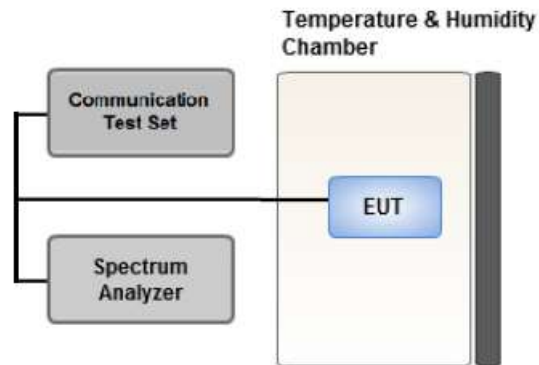 Temperature & Humidity
Chamber
Communication
Test Set
EUT
Spectrum
Analyzer